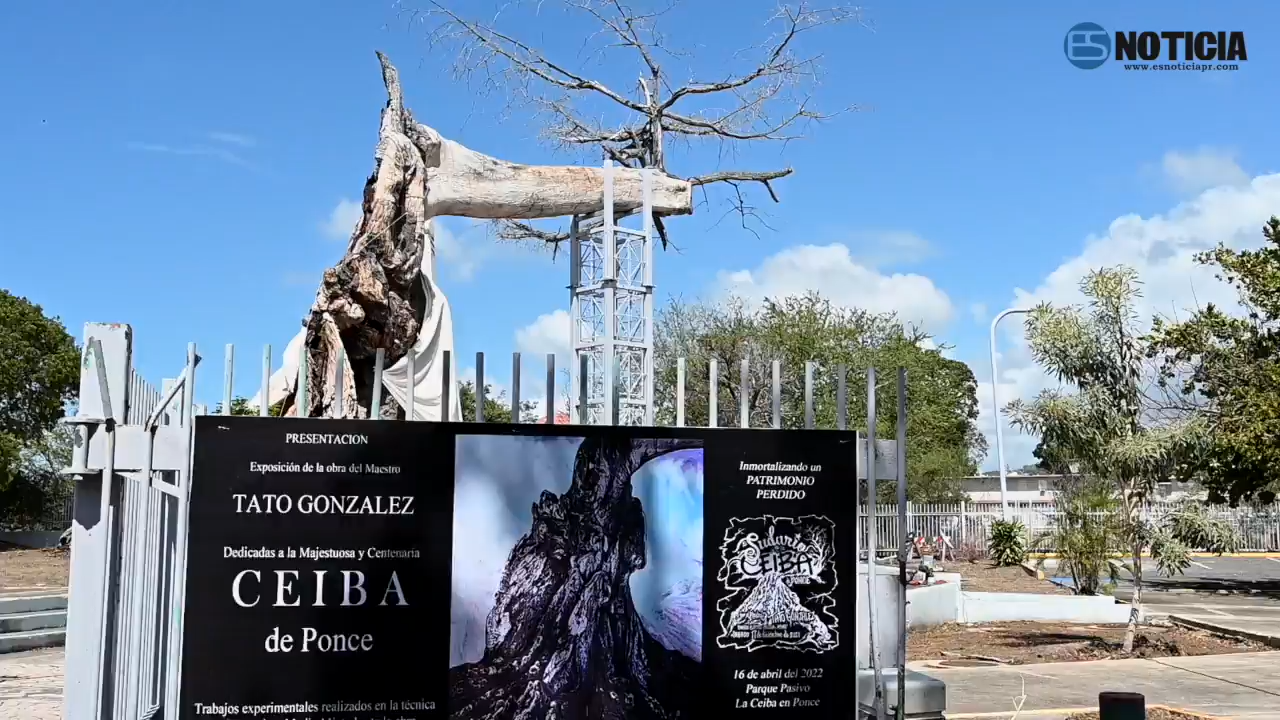 ES NOTICIA
www.esnoticiapr.com
PRESENTACION
Exposición de la obra del Maestro
TATO GONZALEZ
Dedicadas a la Majestuosa y Centenaria
CEIBA
de Ponce
Trabajos experimentales realizados en la técnica
Inmortalizando un
PATRIMONIO
PERDIDO
Sudario
CEIBA
16 de abril del 2022
Parque Pasivo
La Ceiba en Ponce